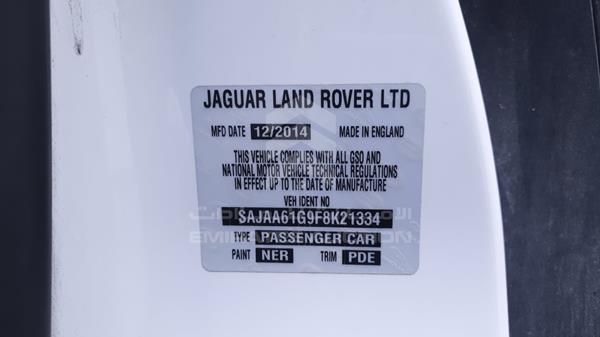 JAGUAR LAND ROVER LTD
MFD DATE 12/2014 MADE IN ENGLAND
THIS VEHICLE COMPLIES WITH ALL GSO AND
NATIONAL MOTOR VEHICLE TECHNICAL REGULATIONS
IN EFFECT UP TO THE DATE OF MANUFACTURE
VEH IDENT NO
SAJAA61G9F8K21334
TYPE PASSENGER CAR
PAINT NER TRIM PDE